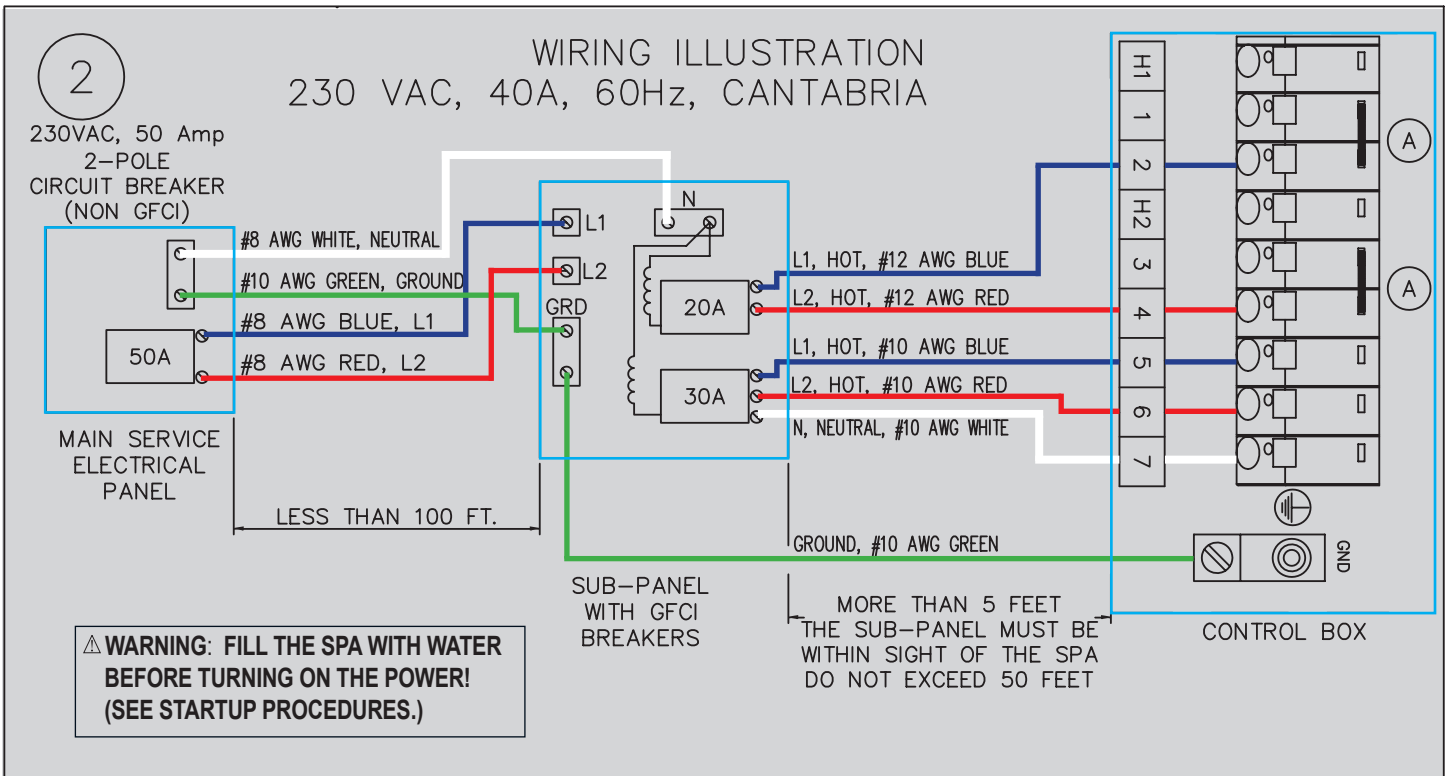 2
WIRING ILLUSTRATION
230 VAC, 40A, 60Hz, CANTABRIA
230VAC, 50 Amp
2-POLE
CIRCUIT BREAKER
(NON GFCI)
#8 AWG WHITE, NEUTRAL
#10 AWG GREEN, GROUND
#8 AWG BLUE, L1
#8 AWG RED, L2
50A
MAIN SERVICE
ELECTRICAL
PANEL
LESS THAN 100 FT.
N
L1
L2
GRD
20A
30A
SUB-PANEL
WITH GFCI
BREAKERS
L1, HOT, #12 AWG BLUE
L2, HOT, #12 AWG RED
L1, HOT, #10 AWG BLUE
L2, HOT, #10 AWG RED
N, NEUTRAL, #10 AWG WHITE
GROUND, #10 AWG GREEN
MORE THAN 5 FEET
THE SUB-PANEL MUST BE
WITHIN SIGHT OF THE SPA
DO NOT EXCEED 50 FEET
H1
1
2
H2
3
4
5
6
7
A
A
GND
CONTROL BOX
⚠ WARNING: FILL THE SPA WITH WATER
BEFORE TURNING ON THE POWER!
(SEE STARTUP PROCEDURES.)